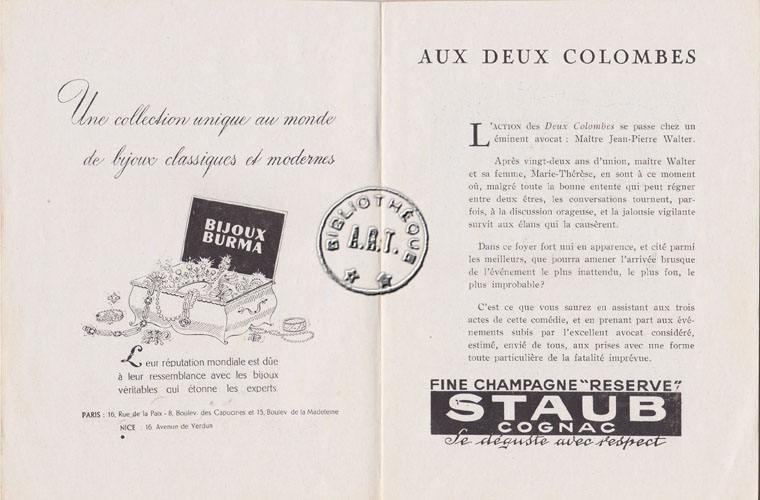 Une collection unique au monde
de bijoux classiques et modernes
BIJOUX
BURMA
Leur réputation mondiale est dûe
à leur ressemblance avec les bijoux
véritables qui étonne les experts.
PARIS : 16, Rue de la Paix - 8, Boulev. des Capucines et 15, Boulev de la Madeleine
NICE : 16 Avenue de Verdun
BIBLIOTHÈQUE
A.R.T.
AUX DEUX COLOMBES
L'ACTION des Deux Colombes se passe chez un
éminent avocat : Maître Jean-Pierre Walter.
Après vingt-deux ans d'union, maître Walter
et sa femme, Marie-Thérèse, en sont à ce moment
où, malgré toute la bonne entente qui peut régner
entre deux êtres, les conversations tournent, par-
fois, à la discussion orageuse, et la jalousie vigilante
survit aux élans qui la causèrent.
Dans ce foyer fort uni en apparence, et cité parmi
les meilleurs, que pourra amener l'arrivée brusque
de l'événement le plus inattendu, le plus fou, le
plus improbable?
C'est ce que vous saurez en assistant aux trois
actes de cette comédie, et en prenant part aux évé-
nements subis par l'excellent avocat considéré,
estimé, envié de tous, aux prises avec une forme
toute particulière de la fatalité imprévue.
FINE CHAMPAGNE "RESERVE"
STAUB
COGNAC
Se déguste avec respect